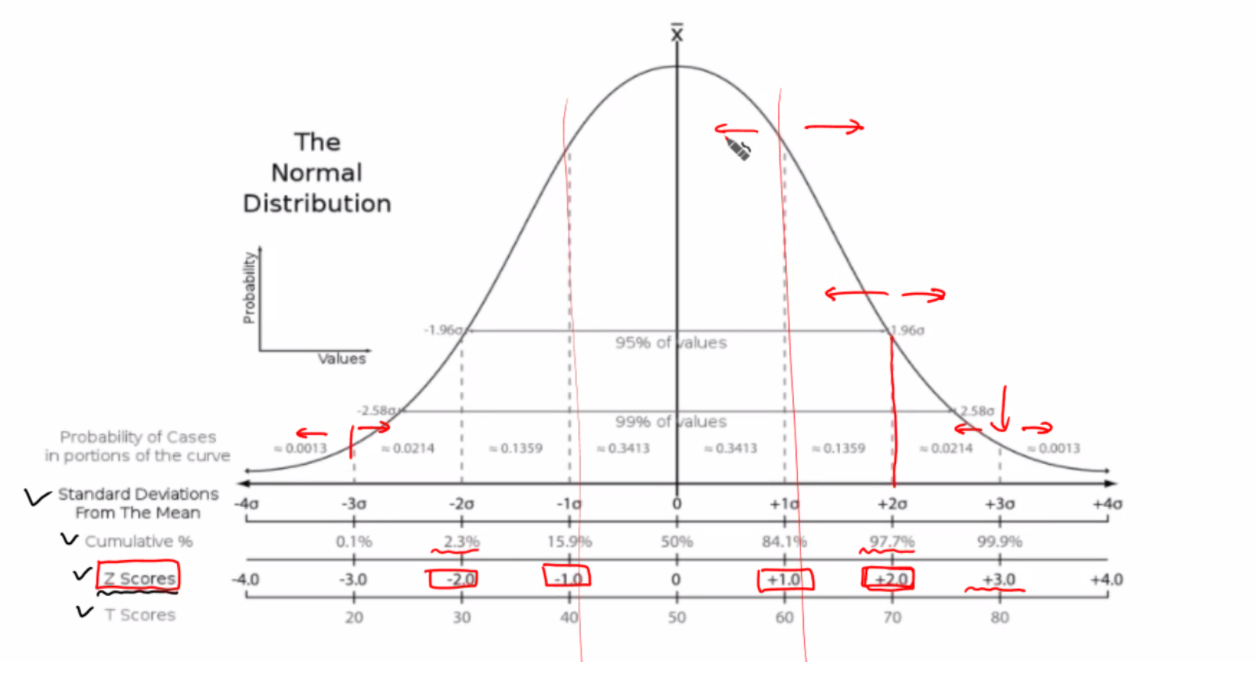 x̄
The
Normal
Distribution
Probability
Values
-1.96σ 1.96σ
95% of values
-2.58σ 2.58σ
99% of values
Probability of Cases
in portions of the curve
≈ 0.0013 ≈ 0.0214 ≈ 0.1359 ≈ 0.3413 ≈ 0.3413 ≈ 0.1359 ≈ 0.0214 ≈ 0.0013
Standard Deviations
From The Mean
-4σ -3σ -2σ -1σ 0 +1σ +2σ +3σ +4σ
Cumulative % 0.1% 2.3% 15.9% 50% 84.1% 97.7% 99.9%
Z Scores -4.0 -3.0 -2.0 -1.0 0 +1.0 +2.0 +3.0 +4.0
T Scores 20 30 40 50 60 70 80